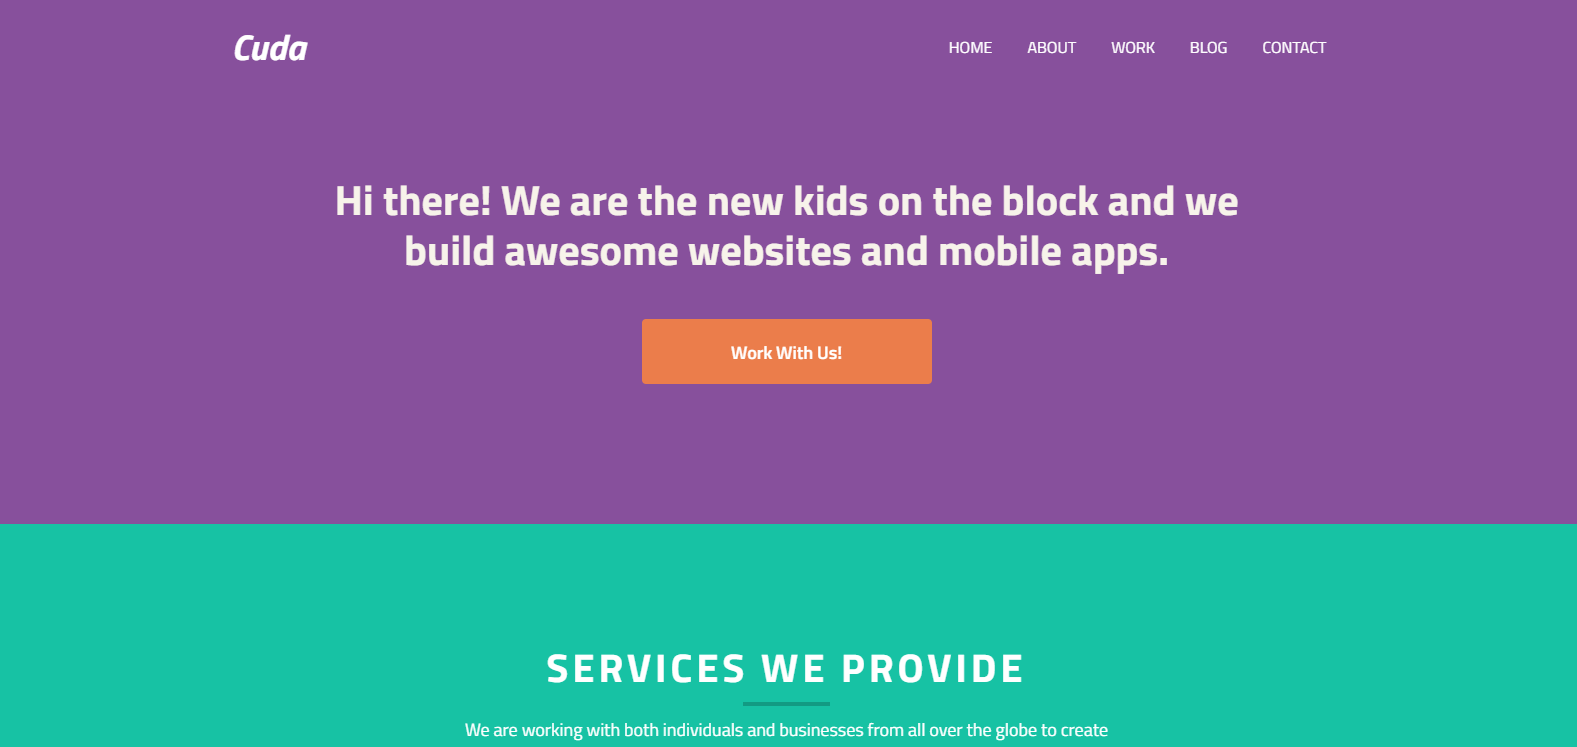 Cuda
HOME ABOUT WORK BLOG CONTACT
Hi there! We are the new kids on the block and we
build awesome websites and mobile apps.
Work With Us!
SERVICES WE PROVIDE
We are working with both individuals and businesses from all over the globe to create